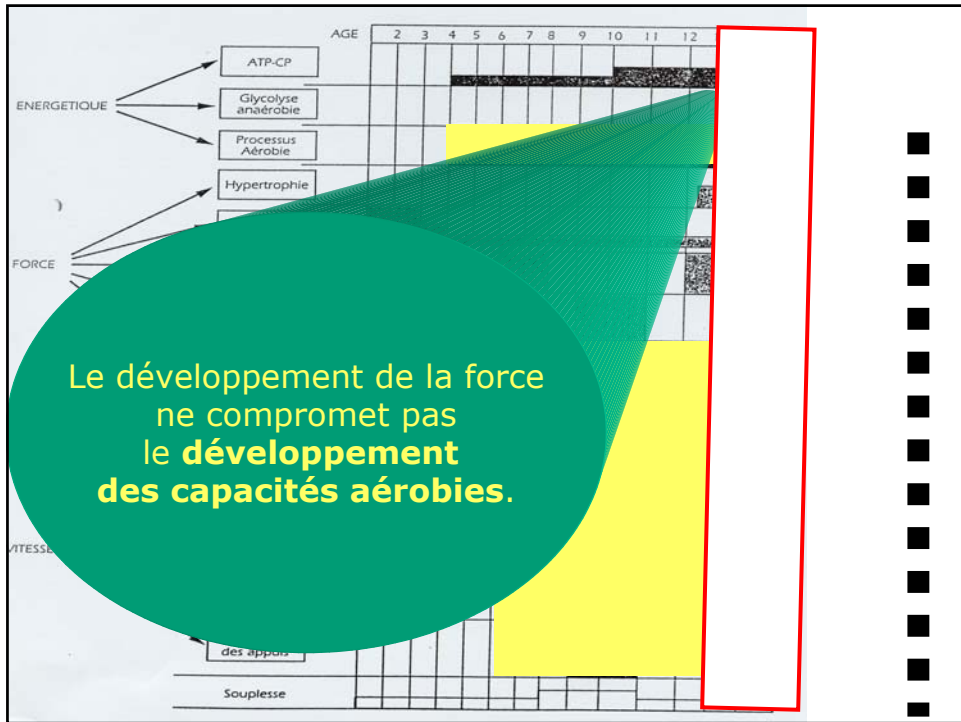 AGE 2 3 4 5 6 7 8 9 10 11 12
ATP-CP
ENERGETIQUE
Glycolyse
anaérobie
Processus
Aérobie
Hypertrophie
FORCE
Le développement de la force
ne compromet pas
le développement
des capacités aérobies.
VITESSE
des appuis
Souplesse